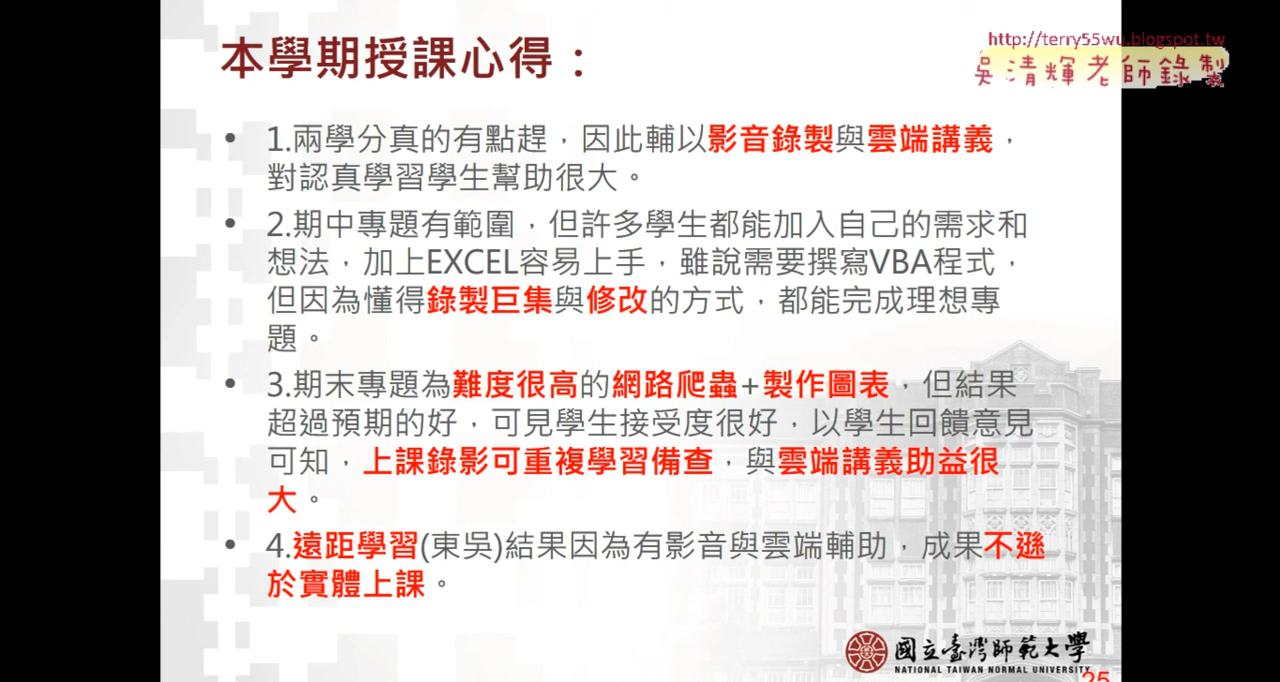 本學期授課心得：
http://terry55wu.blogspot.tw
吳清輝老師錄製
• 1.兩學分真的有點趕，因此輔以影音錄製與雲端講義，
對認真學習學生幫助很大。
• 2.期中專題有範圍，但許多學生都能加入自己的需求和
想法，加上EXCEL容易上手，雖說需要撰寫VBA程式，
但因為懂得錄製巨集與修改的方式，都能完成理想專
題。
• 3.期末專題為難度很高的網路爬蟲+製作圖表，但結果
超過預期的好，可見學生接受度很好，以學生回饋意見
可知，上課錄影可重複學習備查，與雲端講義助益很
大。
• 4.遠距學習(東吳)結果因為有影音與雲端輔助，成果不遜
於實體上課。
國立臺灣師範大學
NATIONAL TAIWAN NORMAL UNIVERSITY
25